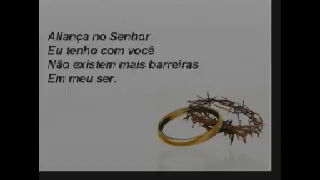 Aliança no Senhor
Eu tenho com você
Não existem mais barreiras
Em meu ser.